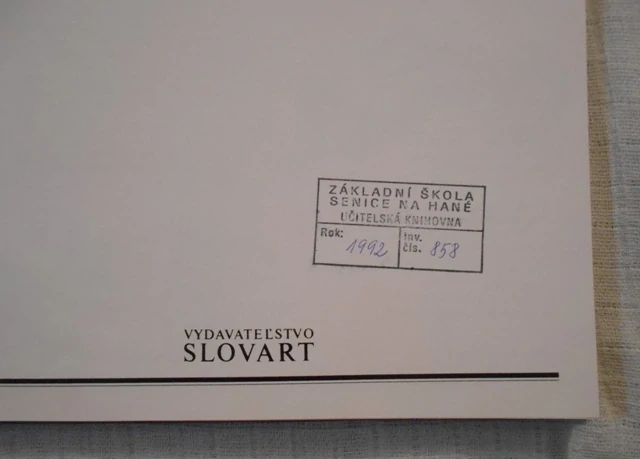 ZÁKLADNÍ ŠKOLA
SENICE NA HANÉ
UČITELSKÁ KNIHOVNA
Rok: 1992
Inv. čís. 858
VYDAVATEĽSTVO
SLOVART